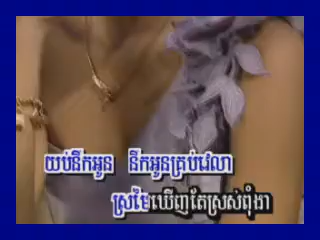 យប់នឹកអូន នឹកអូនគ្រប់វេលា
ស្រមៃឃើញតែស្រស់ពុំងា